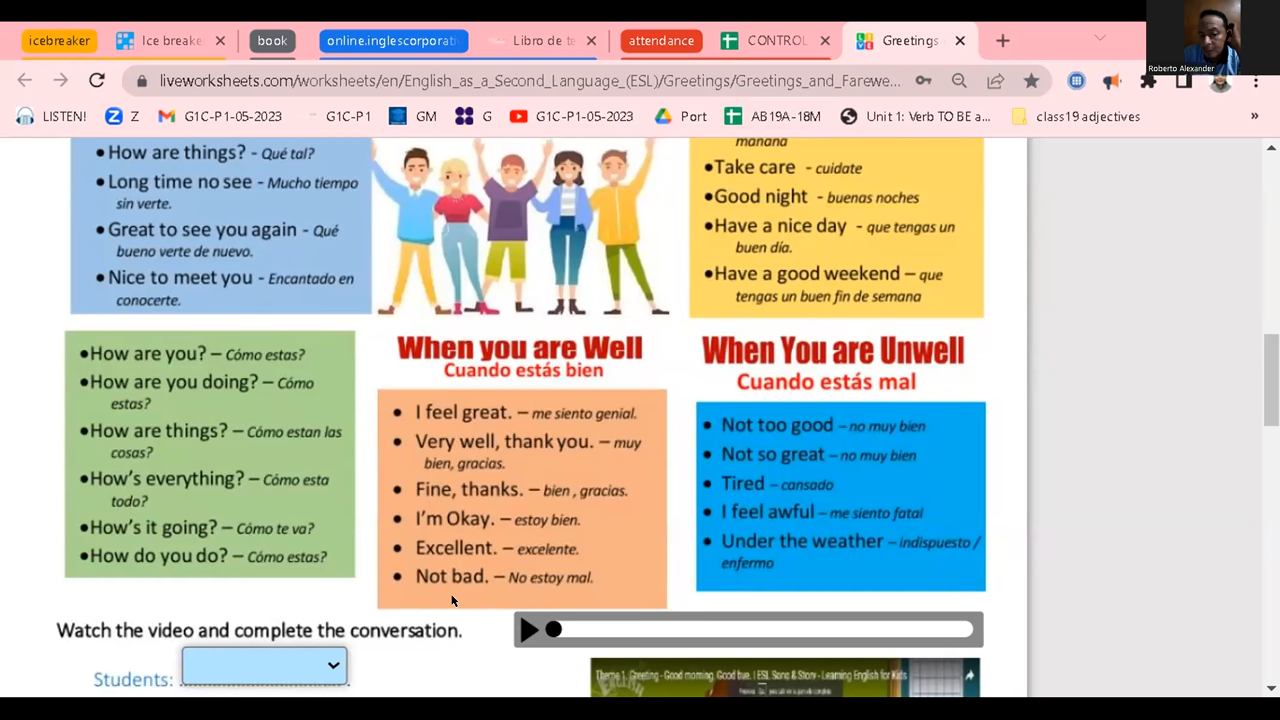 icebreaker
Ice breake
book
online.inglescorporati
Libro de te
attendance
CONTROL
Greetings
Roberto Alexander
liveworksheets.com/worksheets/en/English_as_a_Second_Language_(ESL)/Greetings/Greetings_and_Farewe...
LISTEN!
Z
G1C-P1-05-2023
G1C-P1
GM
G
G1C-P1-05-2023
Port
AB19A-18M
Unit 1: Verb TO BE a...
class19 adjectives
»
•How are things? - Qué tal?
•Long time no see - Mucho tiempo
sin verte.
•Great to see you again - Qué
bueno verte de nuevo.
•Nice to meet you - Encantado en
conocerte.
mañana
•Take care - cuidate
•Good night - buenas noches
•Have a nice day - que tengas un
buen día.
•Have a good weekend – que
tengas un buen fin de semana
•How are you? – Cómo estas?
•How are you doing? – Cómo
estas?
•How are things? – Cómo estan las
cosas?
•How's everything? – Cómo esta
todo?
•How's it going? – Cómo te va?
•How do you do? – Cómo estas?
When you are Well
Cuando estás bien
• I feel great. – me siento genial.
• Very well, thank you. – muy
bien, gracias.
• Fine, thanks. – bien , gracias.
• I'm Okay. – estoy bien.
• Excellent. – excelente.
• Not bad. – No estoy mal.
When You are Unwell
Cuando estás mal
• Not too good – no muy bien
• Not so great – no muy bien
• Tired – cansado
• I feel awful – me siento fatal
• Under the weather – indispuesto /
enfermo
Watch the video and complete the conversation.
Students:
Theme 1. Greeting - Good morning. Good bye. | ESL Song & Story - Learning English for Kids